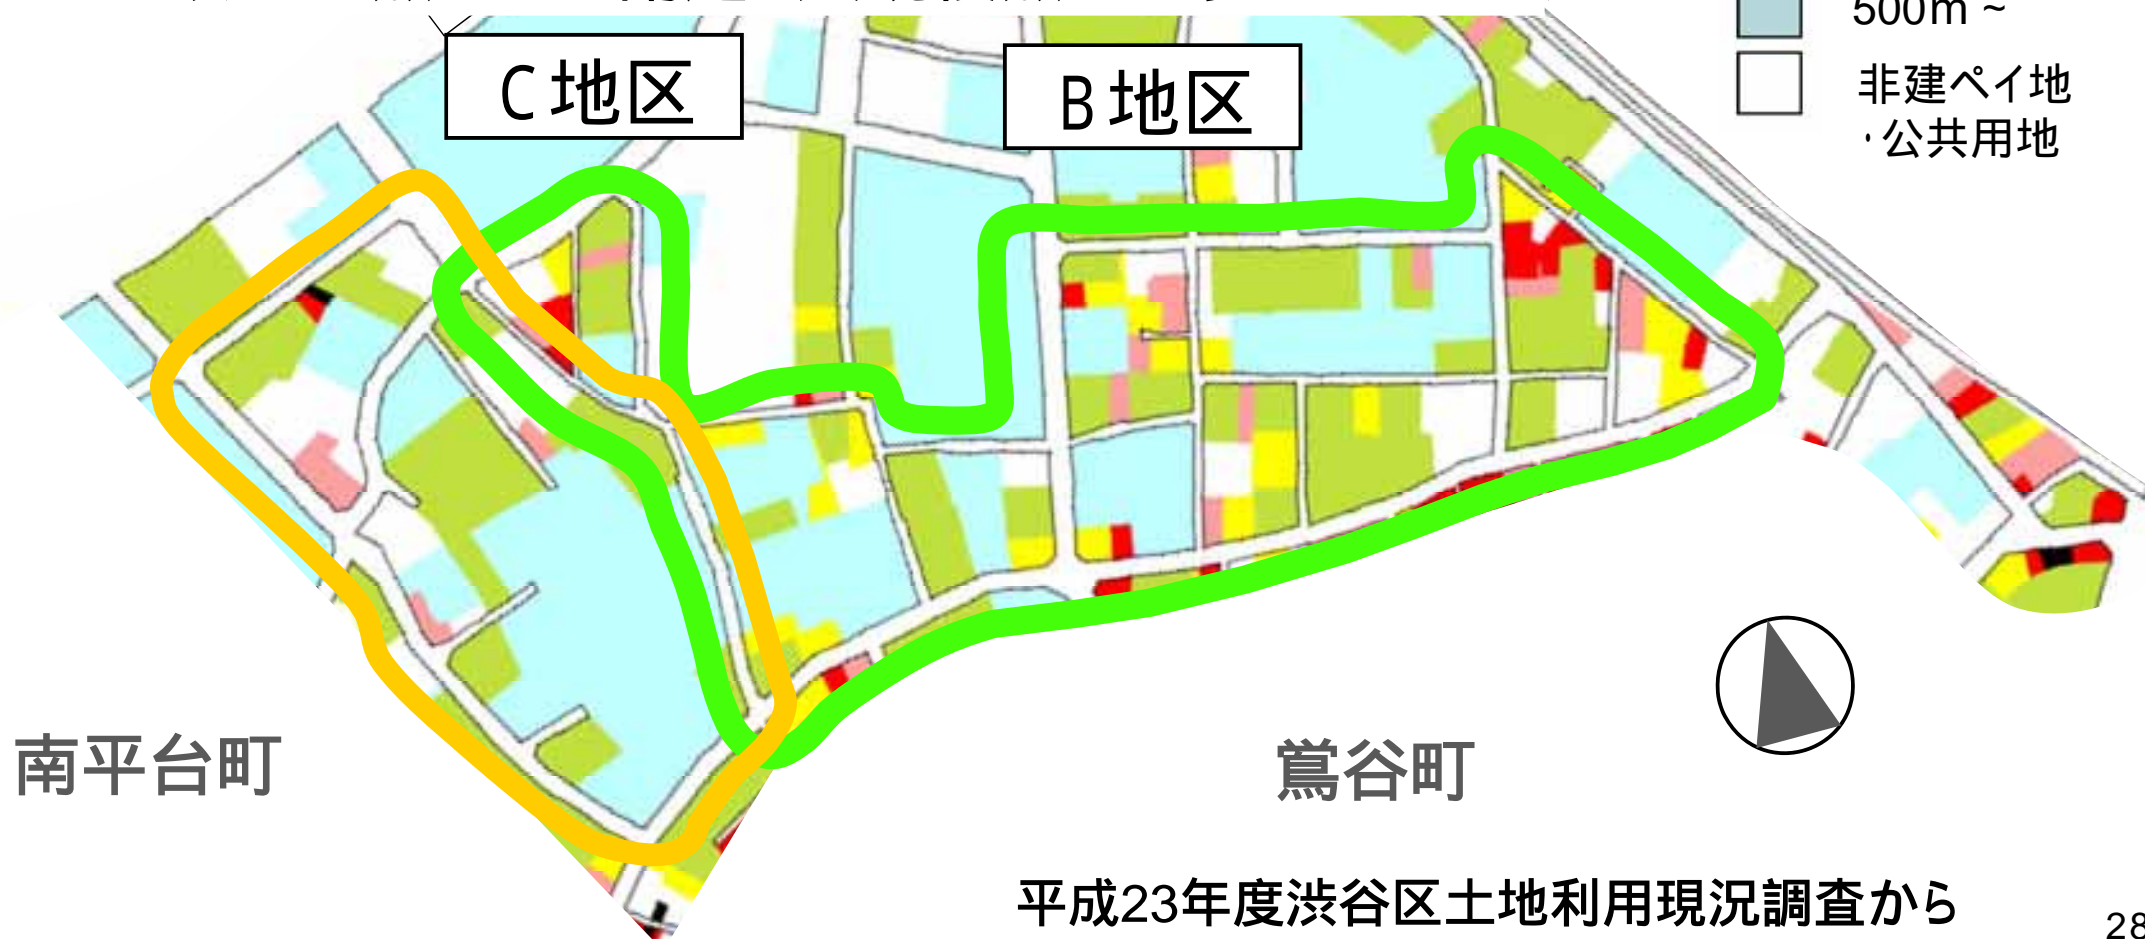 500m ~
C地区
B地区
非建ペイ地
・公共用地
南平台町
鶯谷町
平成23年度渋谷区土地利用現況調査から
28